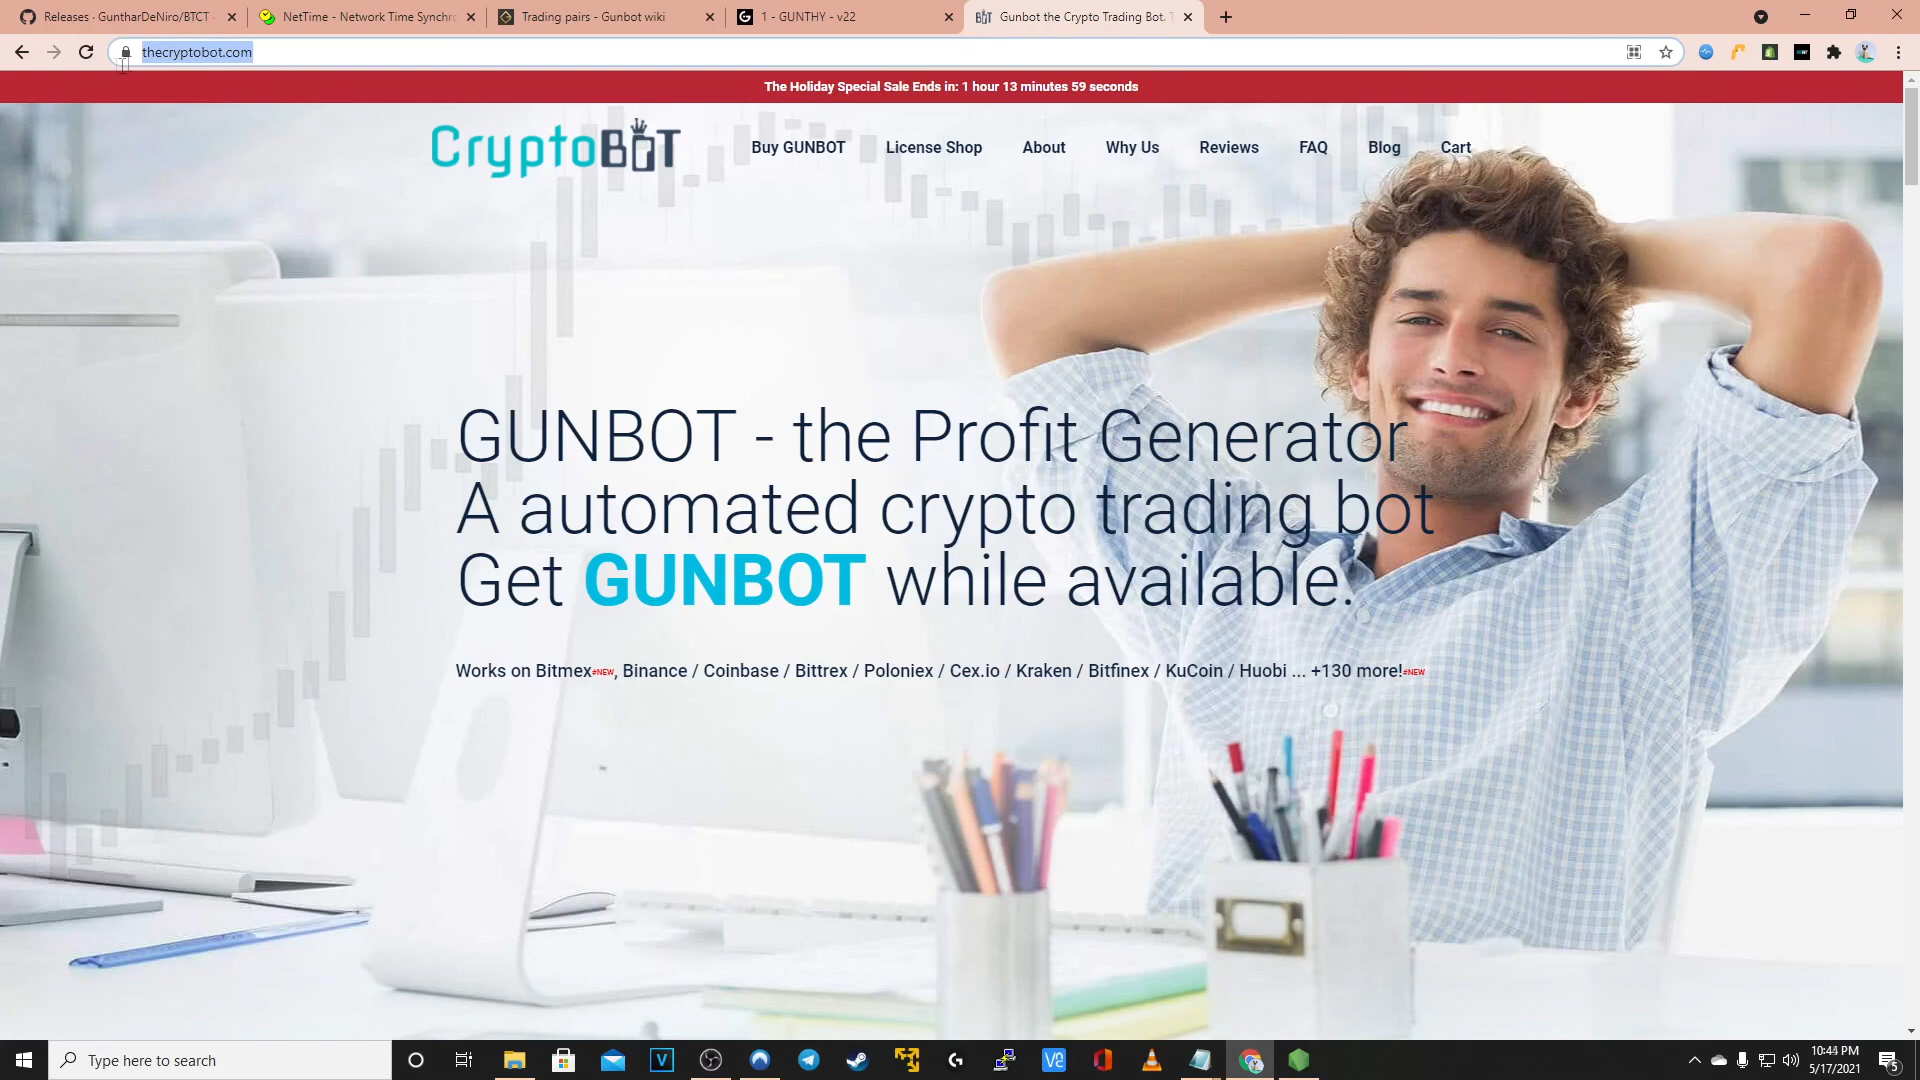 Releases · GuntharDeNiro/BTCT
NetTime - Network Time Synchr
Trading pairs - Gunbot wiki
1 - GUNTHY - v22
Gunbot the Crypto Trading Bot. T
thecryptobot.com
The Holiday Special Sale Ends in: 1 hour 13 minutes 59 seconds
CryptoBOT
Buy GUNBOT
License Shop
About
Why Us
Reviews
FAQ
Blog
Cart
GUNBOT - the Profit Generator
A automated crypto trading bot
Get GUNBOT while available.
Works on Bitmex#NEW, Binance / Coinbase / Bittrex / Poloniex / Cex.io / Kraken / Bitfinex / KuCoin / Huobi ... +130 more!#NEW
Type here to search
10:44 PM
5/17/2021
5